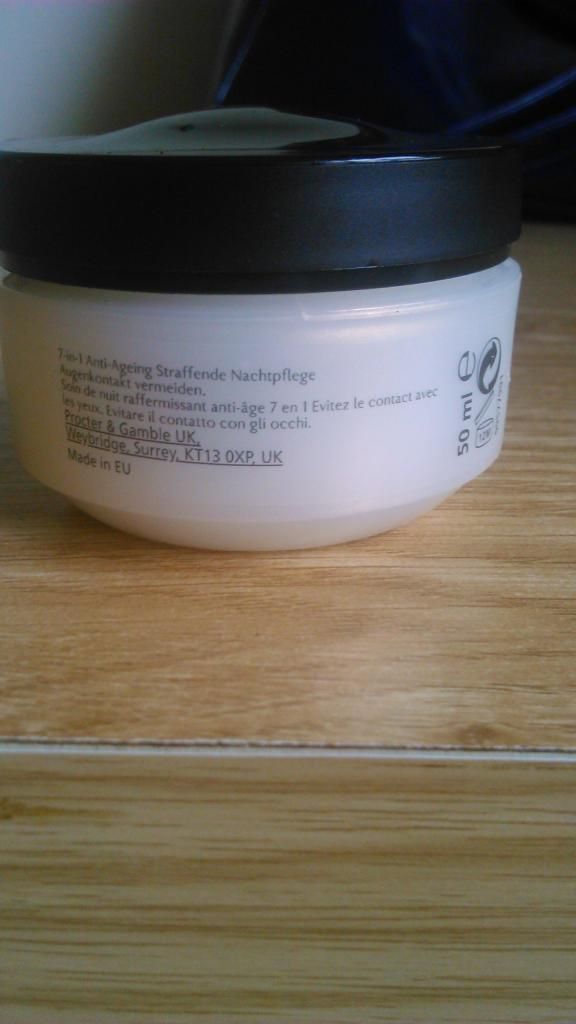 7-in-1 Anti-Ageing Straffende Nachtpflege
Augenkontakt vermeiden.
Soin de nuit raffermissant anti-âge 7 en 1 Evitez le contact avec
les yeux. Evitare il contatto con gli occhi.
Procter & Gamble UK,
Weybridge, Surrey, KT13 0XP, UK
Made in EU
50 ml e
12M